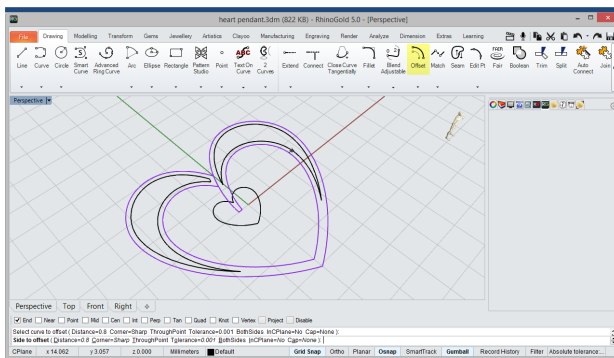 heart pendant.3dm (822 KB) - RhinoGold 5.0 - [Perspective]
File Drawing Modelling Transform Gems Jewellery Artistics Clayoo Manufacturing Engraving Render Analyze Dimension Extras Learning
Line Curve Circle Smart Curve Advanced Ring Curve Arc Ellipse Rectangle Pattern Studio Point Text On Curve 2 Curves Extend Connect Close Curve Tangentially Fillet Blend Adjustable Offset Match Seam Edit Pt Fair Boolean Trim Split Auto Connect Join
Perspective
Perspective Top Front Right
End Near Point Mid Cen Int Perp Tan Quad Knot Vertex Project Disable
Select curve to offset ( Distance=0.8 Corner=Sharp ThroughPoint Tolerance=0.001 BothSides InCPlane=No Cap=None ):
Side to offset ( Distance=0.8 Corner=Sharp ThroughPoint Tolerance=0.001 BothSides InCPlane=No Cap=None ):
CPlane x 14.062 y 3.057 z 0.000 Millimeters Default Grid Snap Ortho Planar Osnap SmartTrack Gumball Record History Filter Absolute tolerance...